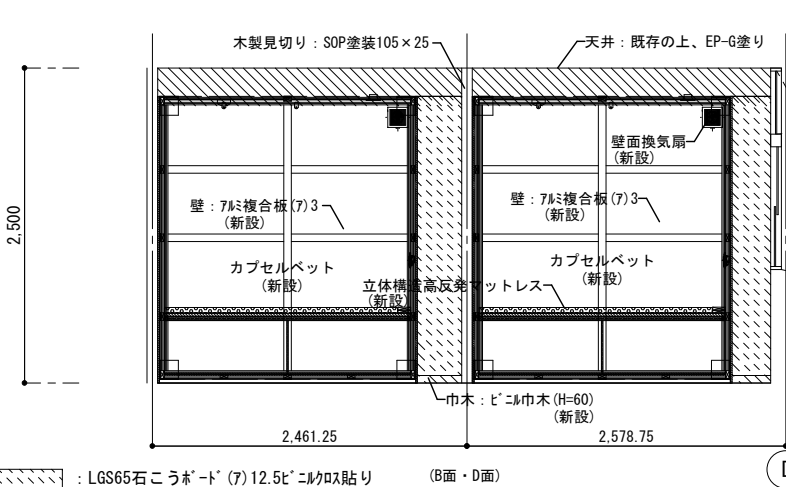 木製見切り：SOP塗装105×25
天井：既存の上、EP-G塗り
壁面換気扇
(新設)
壁：アルミ複合板(ア)3
(新設)
壁：アルミ複合板(ア)3
(新設)
2,500
カプセルベット
(新設)
カプセルベット
(新設)
立体構造高反発マットレス
(新設)
巾木：ビニル巾木(H=60)
(新設)
2,461.25
2,578.75
：LGS65石こうボード(ア)12.5ビニルクロス貼り
(B面・D面)
D